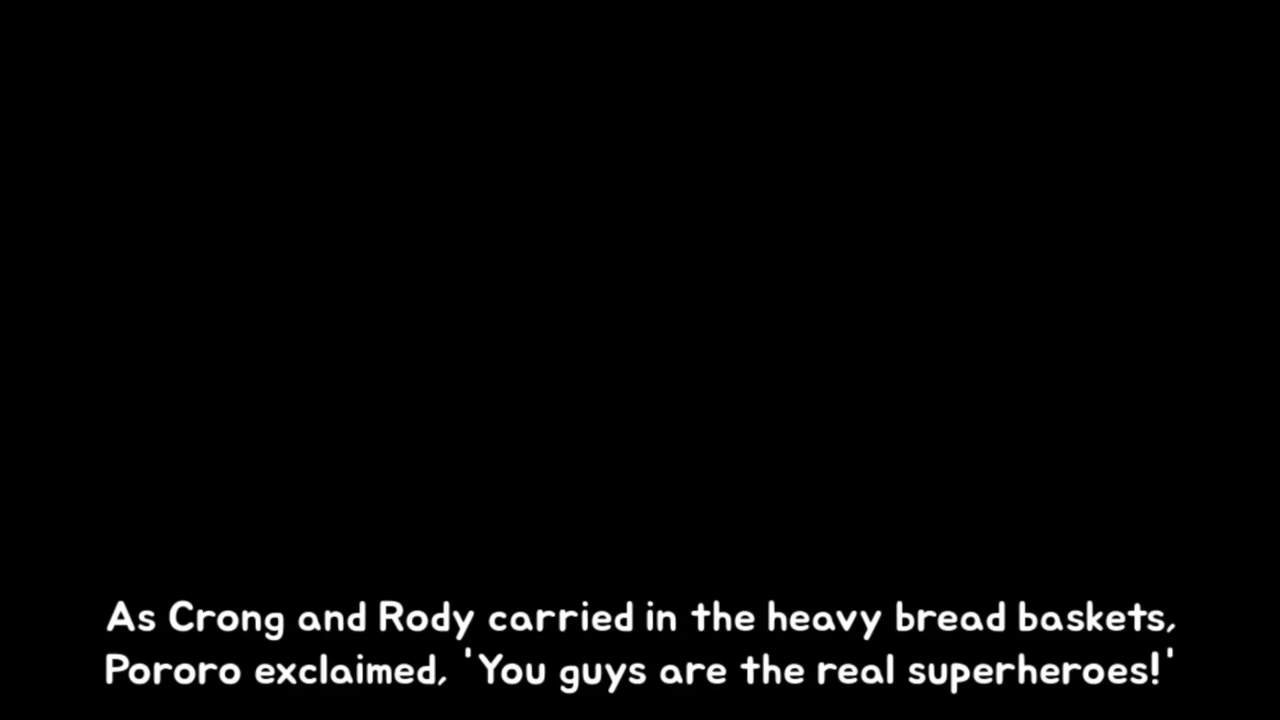 As Crong and Rody carried in the heavy bread baskets,
Pororo exclaimed, 'You guys are the real superheroes!'